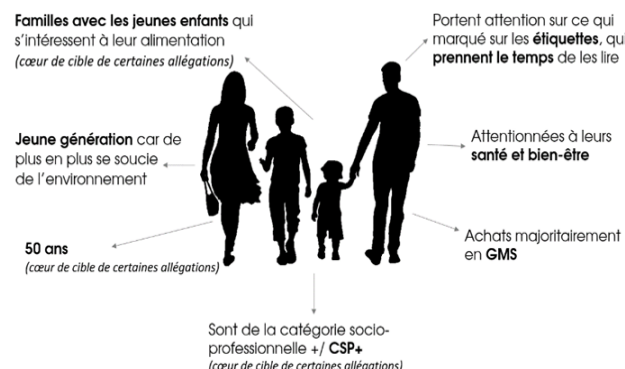 Familles avec les jeunes enfants qui
s'intéressent à leur alimentation
(cœur de cible de certaines allégations)
Portent attention sur ce qui
marqué sur les étiquettes, qui
prennent le temps de les lire
Jeune génération car de
plus en plus se soucie
de l'environnement
Attentionnées à leurs
santé et bien-être
50 ans
(cœur de cible de certaines allégations)
Achats majoritairement
en GMS
Sont de la catégorie socio-
professionnelle +/ CSP+
(cœur de cible de certaines allégations)